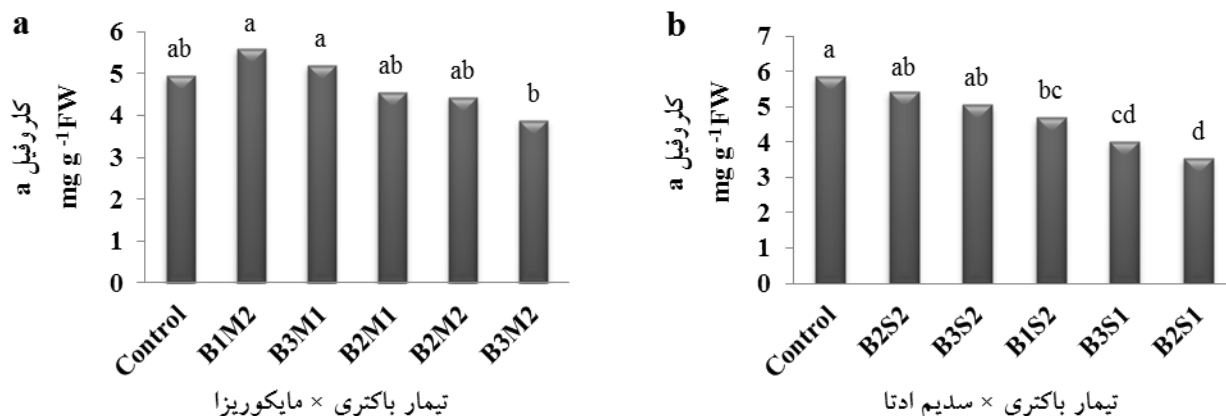 a
کلروفیل a
mg g -1FW
6
5
4
3
2
1
0
ab
a
a
ab
ab
b
Control
B1M2
B3M1
B2M1
B2M2
B3M2
تیمار باکتری × مایکوریزا
b
کلروفیل a
mg g -1FW
7
6
5
4
3
2
1
0
a
ab
ab
bc
cd
d
Control
B2S2
B3S2
B1S2
B3S1
B2S1
تیمار باکتری × سدیم ادتا